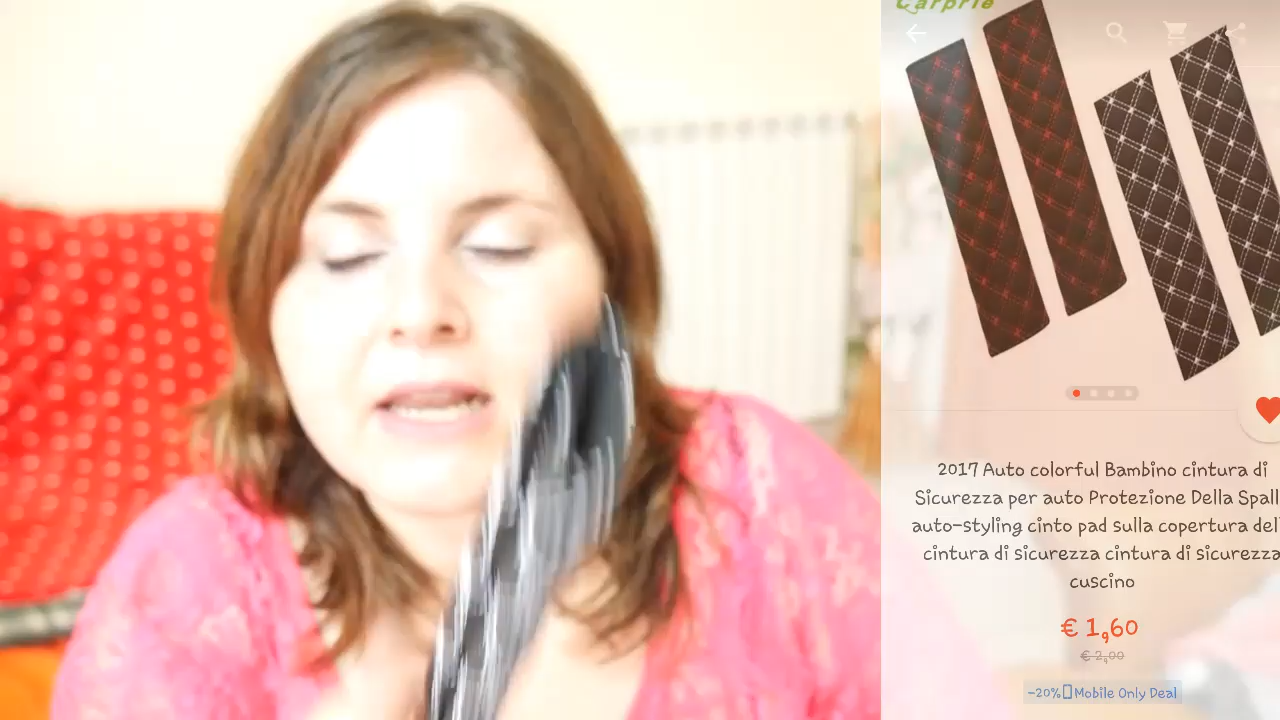 Carprie
2017 Auto colorful Bambino cintura di
Sicurezza per auto Protezione Della Spall
auto-styling cinto pad sulla copertura del
cintura di sicurezza cintura di sicurezza
cuscino
€ 1,60
€ 2,00
-20% Mobile Only Deal